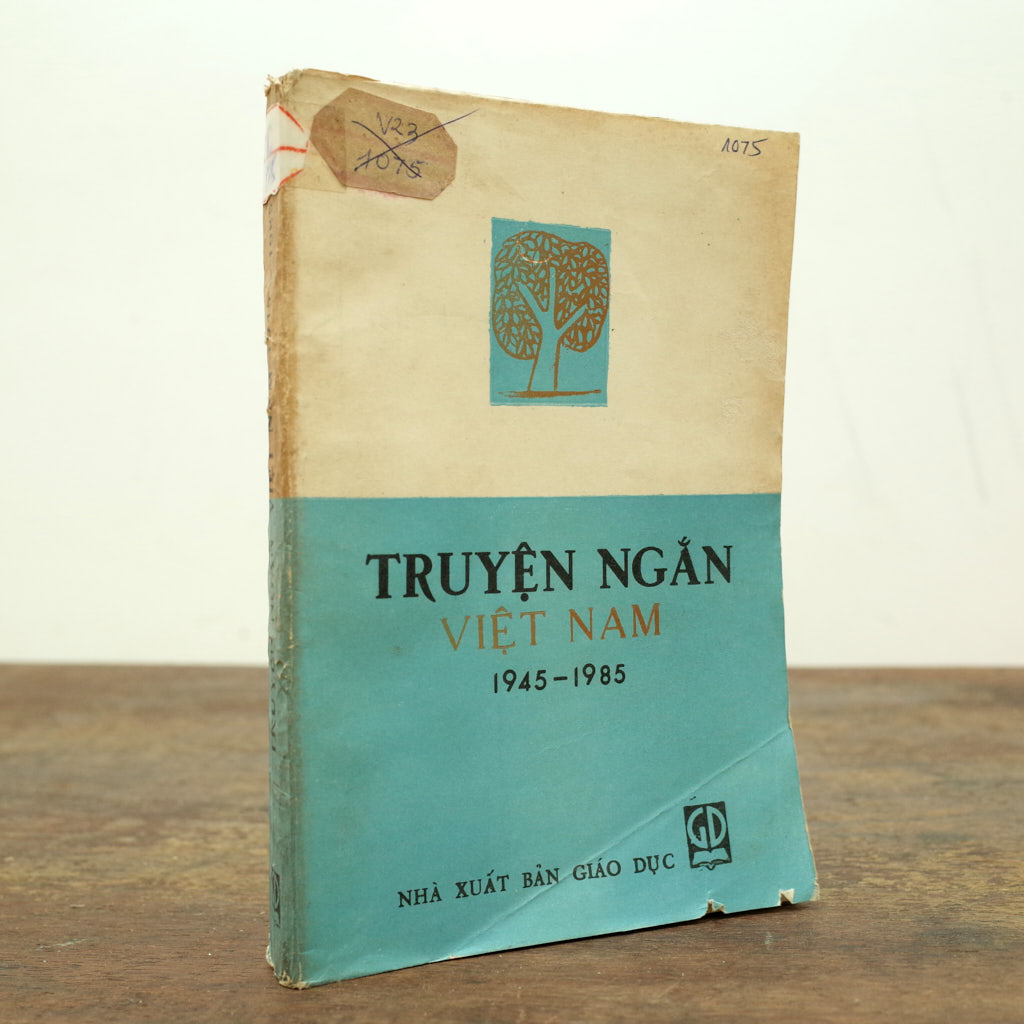 V23
1075
1075
TRUYỆN NGẮN
VIỆT NAM
1945-1985
GD
NHÀ XUẤT BẢN GIÁO DỤC